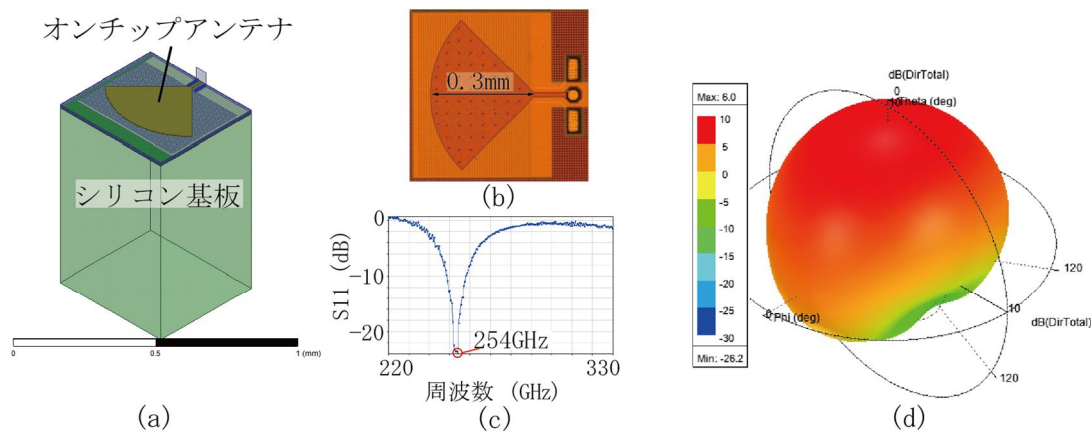 オンチップアンテナ
シリコン基板
0
0.5
1 (mm)
(a)
0.3mm
(b)
S11 (dB)
0
−10
−20
254GHz
220
330
周波数 (GHz)
(c)
dB(DirTotal)
Max: 6.0
10
5
0
-5
-10
-15
-20
-25
-30
Min: -26.2
0
Theta (deg)
120
10
dB(DirTotal)
Phi (deg)
120
(d)